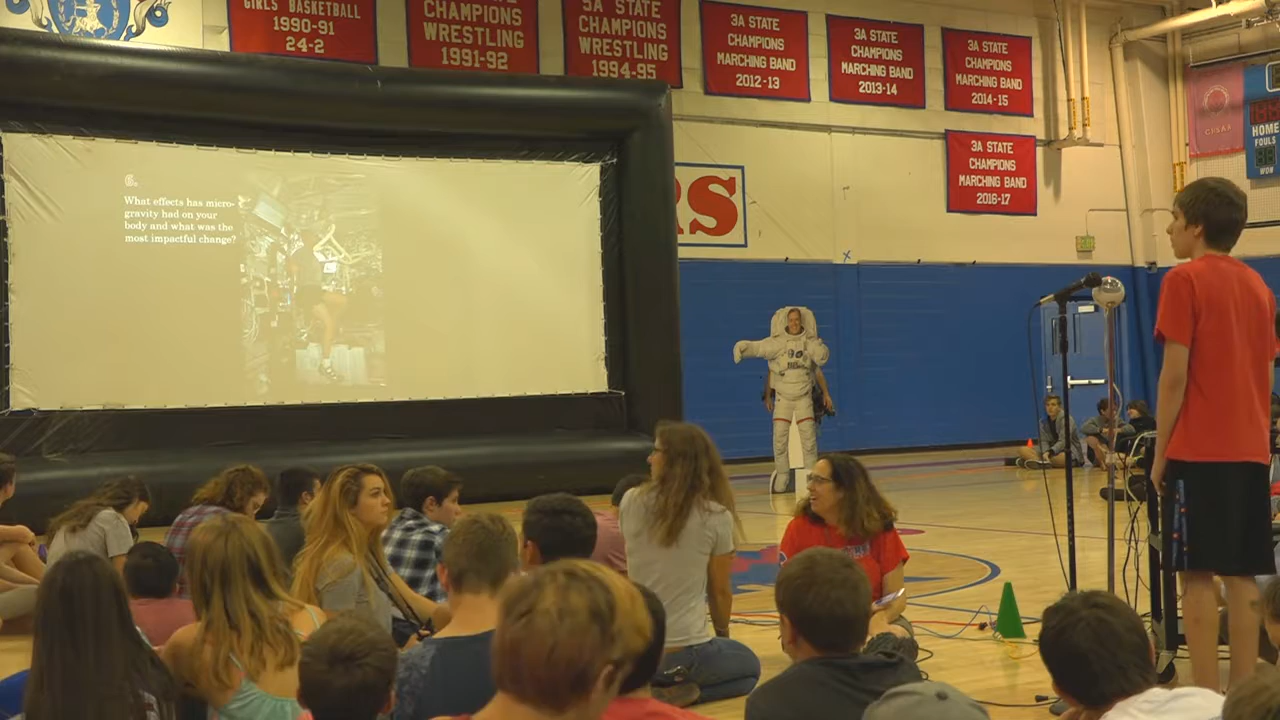 GIRLS BASKETBALL
1990-91
24-2
CHAMPIONS
WRESTLING
1991-92
5A STATE
CHAMPIONS
WRESTLING
1994-95
3A STATE
CHAMPIONS
MARCHING BAND
2012-13
3A STATE
CHAMPIONS
MARCHING BAND
2013-14
3A STATE
CHAMPIONS
MARCHING BAND
2014-15
3A STATE
CHAMPIONS
MARCHING BAND
2016-17
RS
HOME
FOULS
WON
6.
What effects has micro-
gravity had on your
body and what was the
most impactful change?